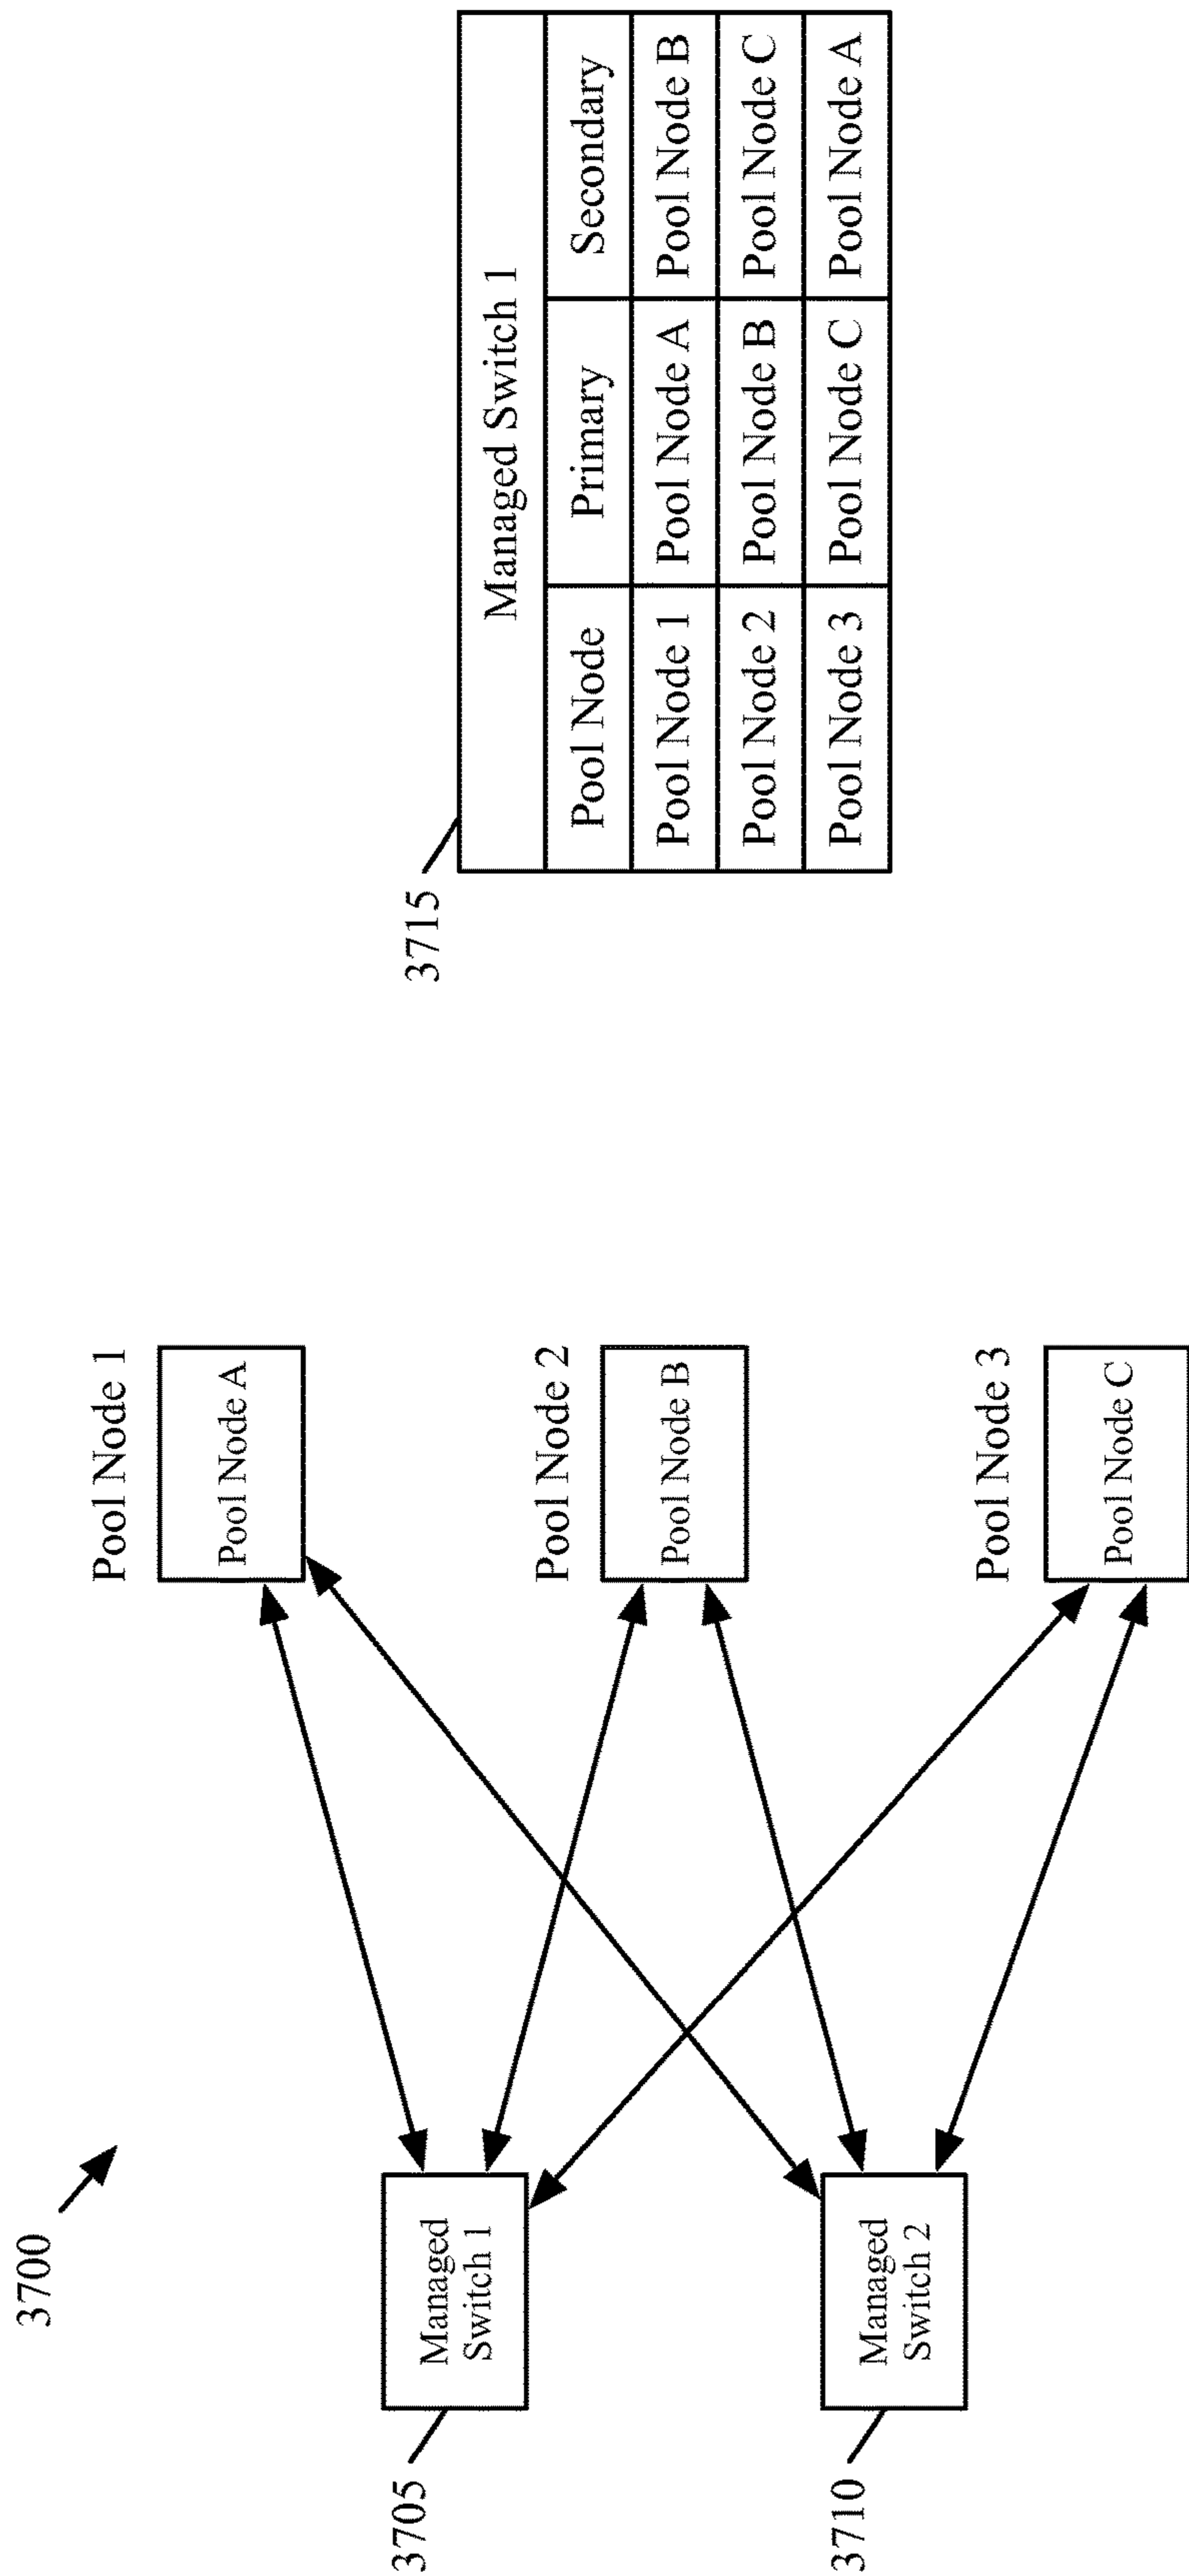 3700
3705
Managed
Switch 1
3710
Managed
Switch 2
Pool Node 1
Pool Node A
Pool Node 2
Pool Node B
Pool Node 3
Pool Node C
3715
Managed Switch 1
Pool Node Primary Secondary
Pool Node 1 Pool Node A Pool Node B
Pool Node 2 Pool Node B Pool Node C
Pool Node 3 Pool Node C Pool Node A